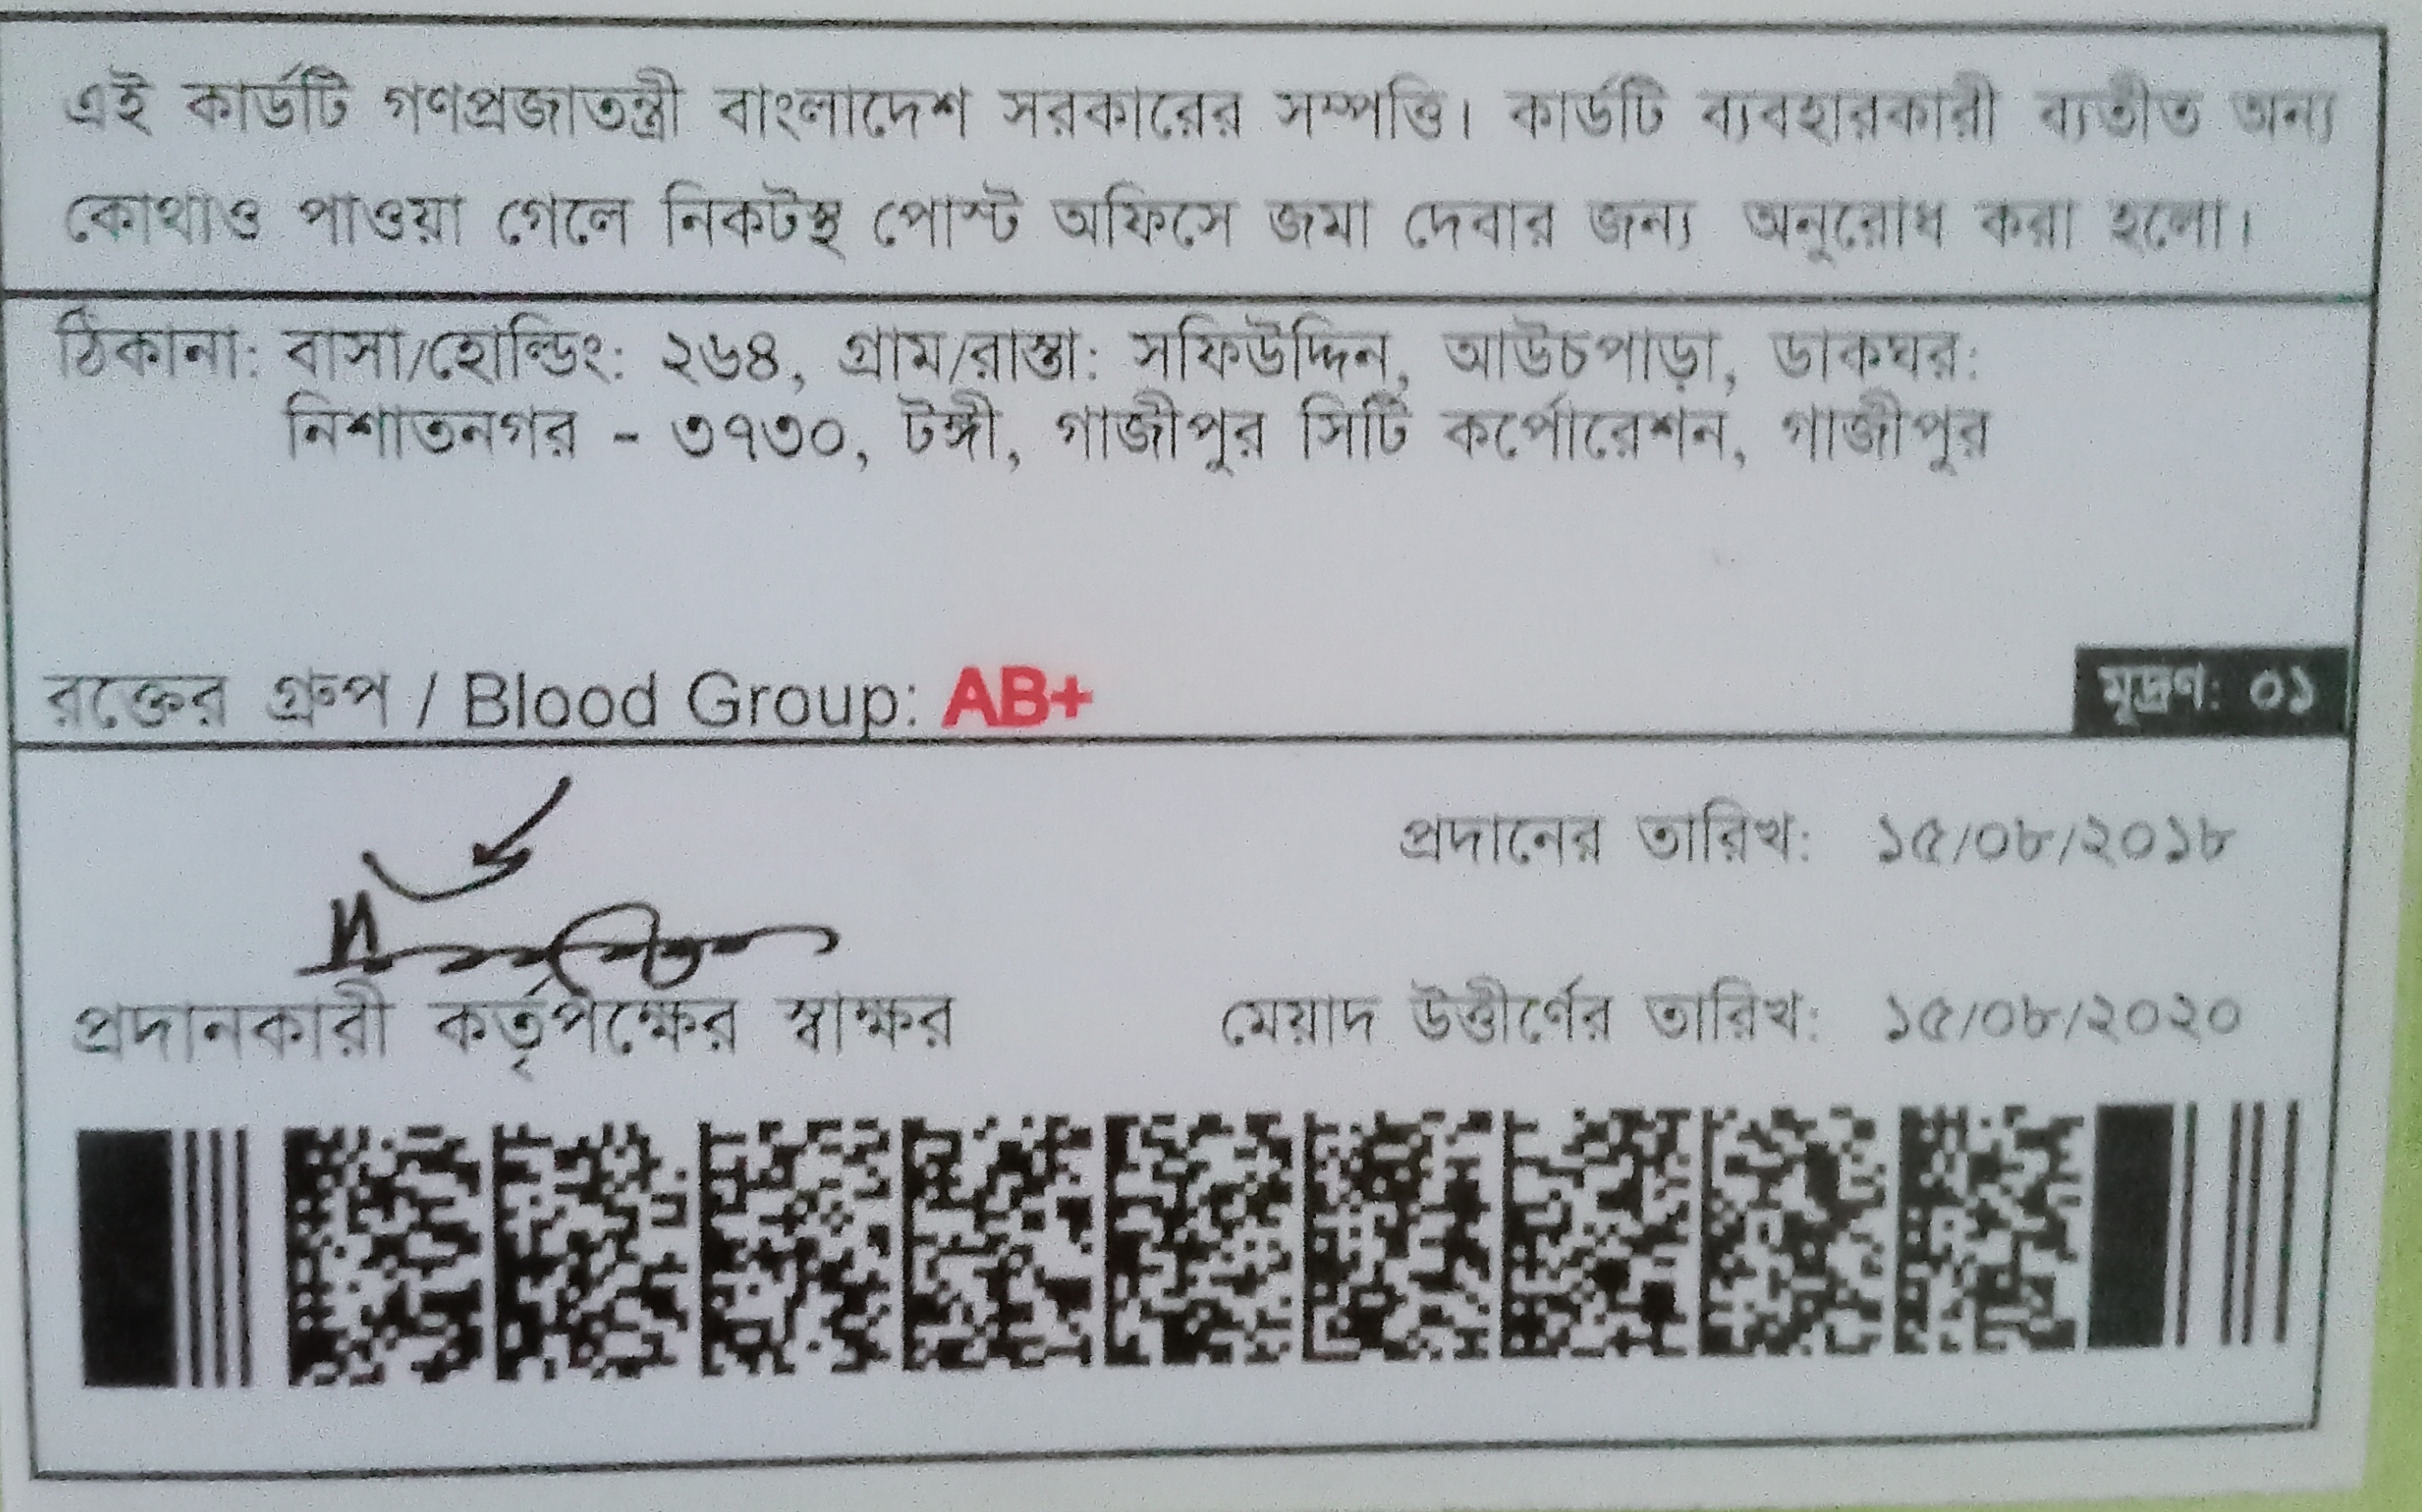 এই কার্ডটি গণপ্রজাতন্ত্রী বাংলাদেশ সরকারের সম্পত্তি। কার্ডটি ব্যবহারকারী ব্যতীত অন্য
কোথাও পাওয়া গেলে নিকটস্থ পোস্ট অফিসে জমা দেবার জন্য অনুরোধ করা হলো।
ঠিকানা: বাসা/হোল্ডিং: ২৬৪, গ্রাম/রাস্তা: সফিউদ্দিন, আউচপাড়া, ডাকঘর:
নিশাতনগর - ৩৭৩০, টঙ্গী, গাজীপুর সিটি কর্পোরেশন, গাজীপুর
রক্তের গ্রুপ / Blood Group: AB+
মুদ্রণ: ০১
প্রদানের তারিখ: ১৫/০৮/২০১৮
প্রদানকারী কর্তৃপক্ষের স্বাক্ষর
মেয়াদ উত্তীর্ণের তারিখ: ১৫/০৮/২০২০